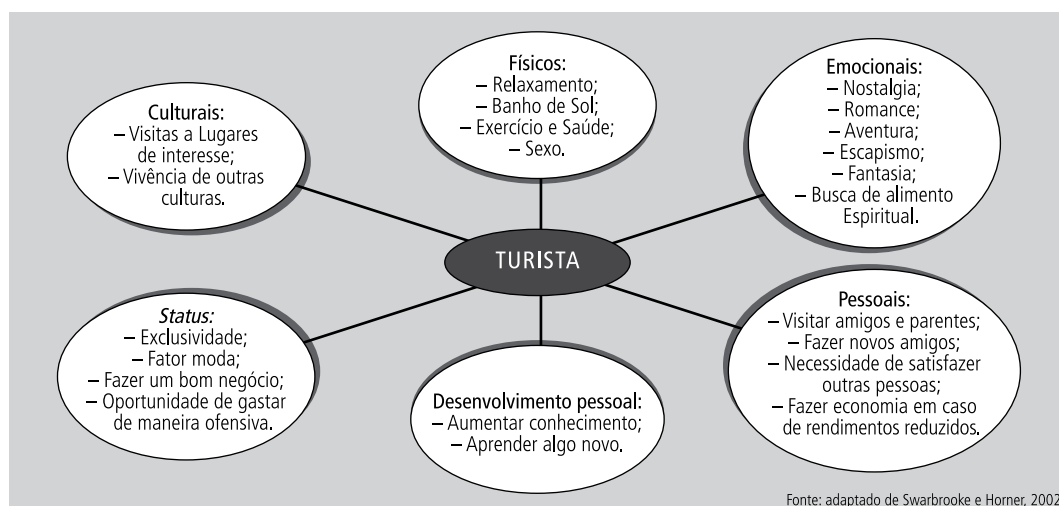 Culturais:
– Visitas a Lugares
de interesse;
– Vivência de outras
culturas.
Físicos:
– Relaxamento;
– Banho de Sol;
– Exercício e Saúde;
– Sexo.
Emocionais:
– Nostalgia;
– Romance;
– Aventura;
– Escapismo;
– Fantasia;
– Busca de alimento
Espiritual.
TURISTA
Status:
– Exclusividade;
– Fator moda;
– Fazer um bom negócio;
– Oportunidade de gastar
de maneira ofensiva.
Desenvolvimento pessoal:
– Aumentar conhecimento;
– Aprender algo novo.
Pessoais:
– Visitar amigos e parentes;
– Fazer novos amigos;
– Necessidade de satisfazer
outras pessoas;
– Fazer economia em caso
de rendimentos reduzidos.
Fonte: adaptado de Swarbrooke e Horner, 2002